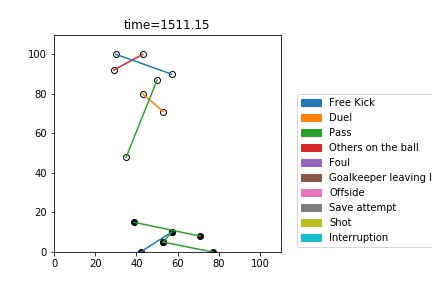 time=1511.15
100
80
60
40
20
0
0 20 40 60 80 100
Free Kick
Duel
Pass
Others on the ball
Foul
Goalkeeper leaving l
Offside
Save attempt
Shot
Interruption